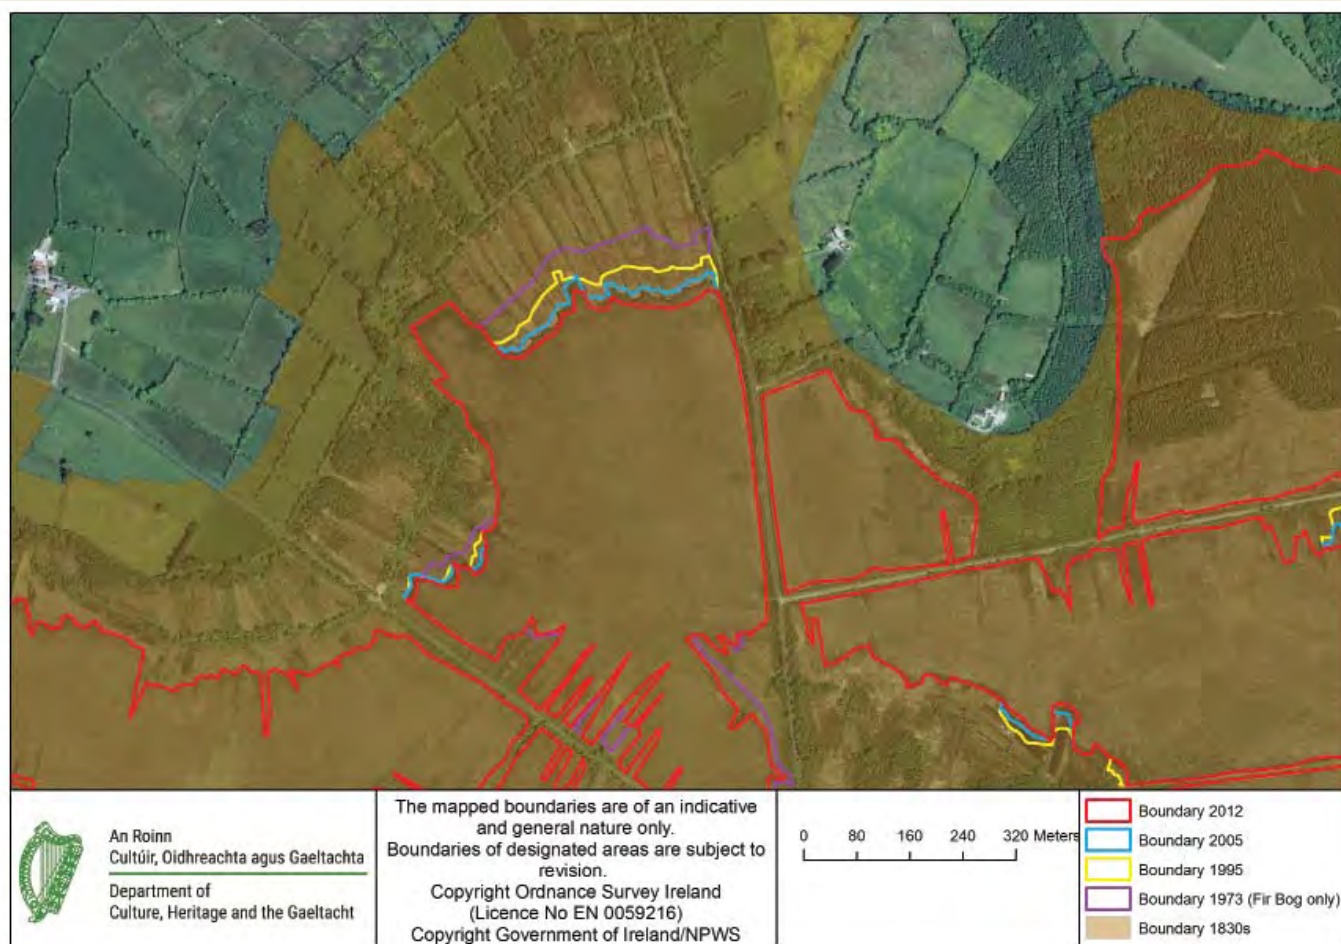 An Roinn
Cultúir, Oidhreachta agus Gaeltachta
Department of
Culture, Heritage and the Gaeltacht
The mapped boundaries are of an indicative
and general nature only.
Boundaries of designated areas are subject to
revision.
Copyright Ordnance Survey Ireland
(Licence No EN 0059216)
Copyright Government of Ireland/NPWS
0 80 160 240 320 Meters
Boundary 2012
Boundary 2005
Boundary 1995
Boundary 1973 (Fir Bog only)
Boundary 1830s